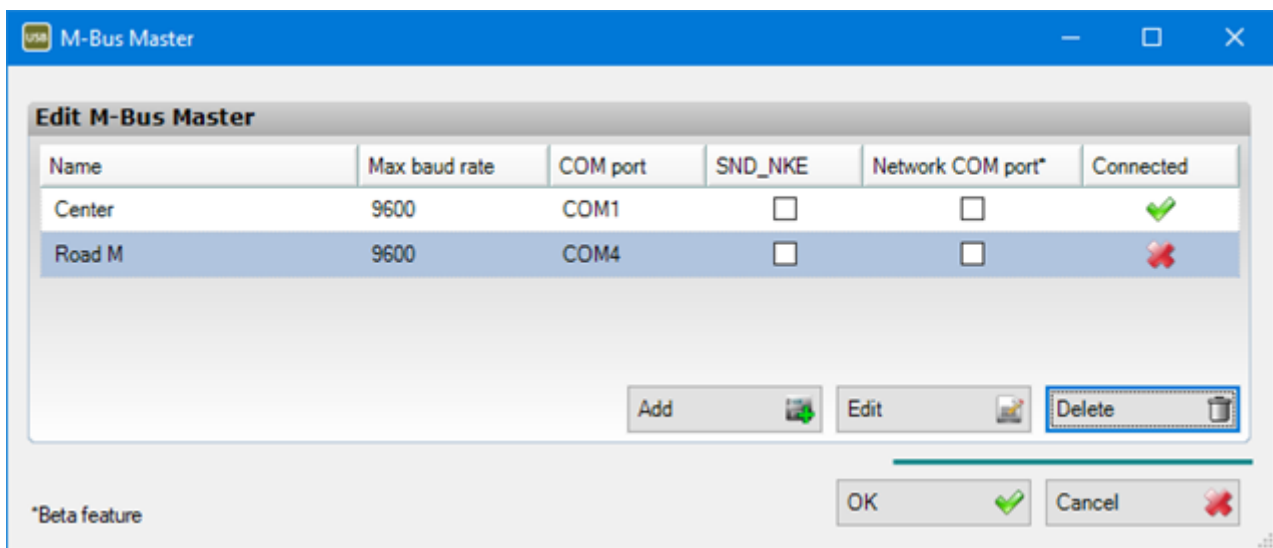 USB M-Bus Master
Edit M-Bus Master
Name Max baud rate COM port SND_NKE Network COM port* Connected
Center 9600 COM1
Road M 9600 COM4
Add Edit Delete
OK Cancel
*Beta feature